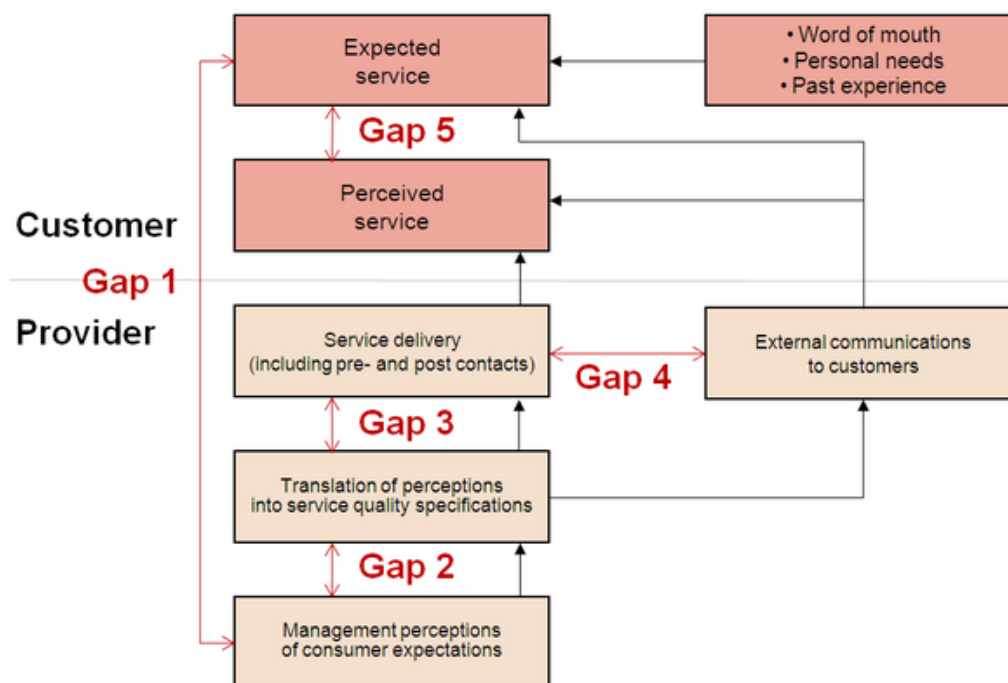 Expected
service
• Word of mouth
• Personal needs
• Past experience
Gap 5
Perceived
service
Customer
Gap 1
Provider
Service delivery
(including pre- and post contacts)
External communications
to customers
Gap 4
Gap 3
Translation of perceptions
into service quality specifications
Gap 2
Management perceptions
of consumer expectations